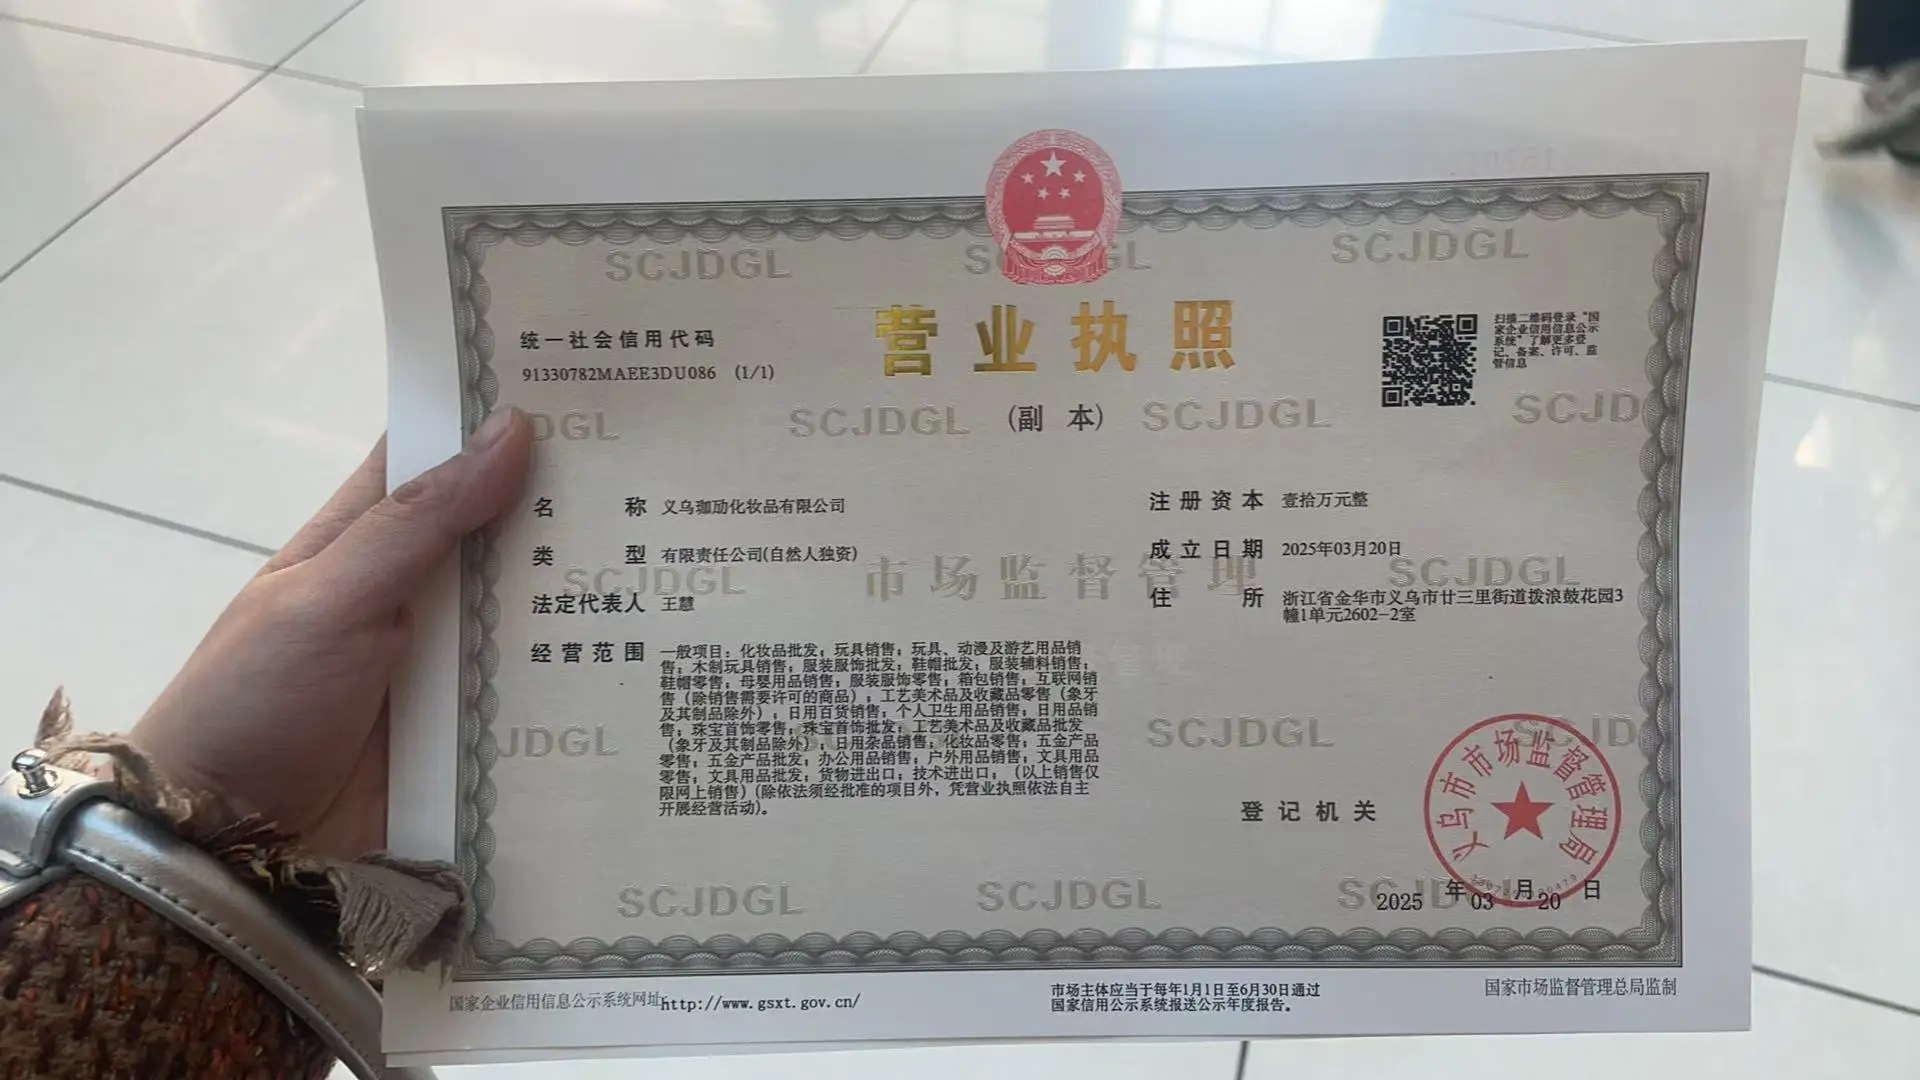 统一社会信用代码
91330782MAEE3DU086 (1/1)
营业执照
(副 本)
扫描二维码登录“国
家企业信用信息公示
系统”了解更多登
记、备案、许可、监
管信息
名 称 义乌珈劢化妆品有限公司
类 型 有限责任公司(自然人独资)
法定代表人 王慧
经营范围 一般项目：化妆品批发；玩具销售；玩具、动漫及游艺用品销
售；木制玩具销售；服装服饰批发；鞋帽批发；服装辅料销售；
鞋帽零售；母婴用品销售；服装服饰零售；箱包销售；互联网销
售（除销售需要许可的商品）；工艺美术品及收藏品零售（象牙
及其制品除外）；日用百货销售；个人卫生用品销售；日用品销
售；珠宝首饰零售；珠宝首饰批发；工艺美术品及收藏品批发
（象牙及其制品除外）；日用杂品销售；化妆品零售；五金产品
零售；五金产品批发；办公用品销售；户外用品销售；文具用品
零售；文具用品批发；货物进出口；技术进出口；（以上销售仅
限网上销售）(除依法须经批准的项目外，凭营业执照依法自主
开展经营活动)。
注册资本 壹拾万元整
成立日期 2025年03月20日
住 所 浙江省金华市义乌市廿三里街道拨浪鼓花园3
幢1单元2602-2室
登记机关
义乌市市场监督管理局
2025 年 03 月 20 日
SCJDGL
SCJDGL
SCJDGL
SCJDGL
SCJDGL
SCJDGL
市场监督管理
SCJDGL
SCJDGL
SCJDGL
SCJDGL
国家企业信用信息公示系统网址http://www.gsxt.gov.cn/
市场主体应当于每年1月1日至6月30日通过
国家信用公示系统报送公示年度报告。
国家市场监督管理总局监制